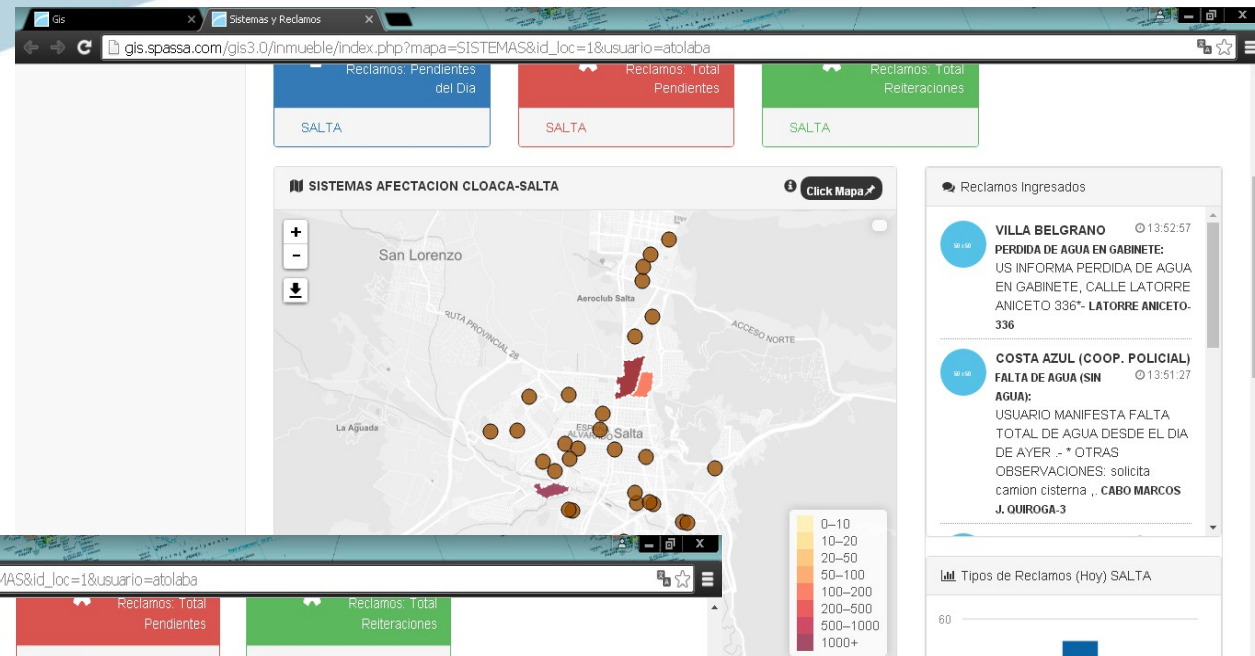 Gis
Sistemas y Reclamos
gis.spassa.com/gis3.0/inmueble/index.php?mapa=SISTEMAS&id_loc=1&usuario=atolaba
Reclamos: Pendientes
del Dia
SALTA
Reclamos: Total
Pendientes
SALTA
Reclamos: Total
Reiteraciones
SALTA
SISTEMAS AFECTACION CLOACA-SALTA
Click Mapa
+
-
San Lorenzo
Aeroclub Salta
RUTA PROVINCIAL 28
ACCESO NORTE
La Aguada
Salta
0–10
10–20
20–50
50–100
100–200
200–500
500–1000
1000+
Reclamos Ingresados
VILLA BELGRANO 13:52:57
PERDIDA DE AGUA EN GABINETE:
US INFORMA PERDIDA DE AGUA
EN GABINETE, CALLE LATORRE
ANICETO 336*- LATORRE ANICETO-
336
COSTA AZUL (COOP. POLICIAL)
FALTA DE AGUA (SIN 13:51:27
AGUA):
USUARIO MANIFESTA FALTA
TOTAL DE AGUA DESDE EL DIA
DE AYER .- * OTRAS
OBSERVACIONES: solicita
camion cisterna ,. CABO MARCOS
J. QUIROGA-3
Tipos de Reclamos (Hoy) SALTA
60
MAS&id_loc=1&usuario=atolaba
Reclamos: Total
Pendientes
Reclamos: Total
Reiteraciones